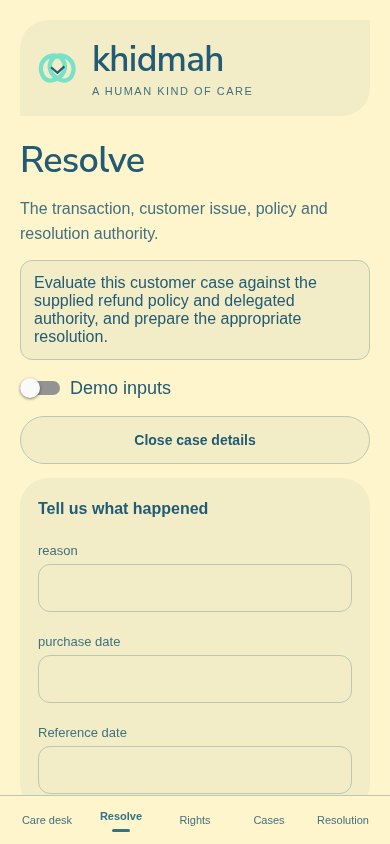 khidmah
A HUMAN KIND OF CARE
Resolve
The transaction, customer issue, policy and
resolution authority.
Evaluate this customer case against the
supplied refund policy and delegated
authority, and prepare the appropriate
resolution.
Demo inputs
Close case details
Tell us what happened
reason
purchase date
Reference date
Care desk
Resolve
Rights
Cases
Resolution